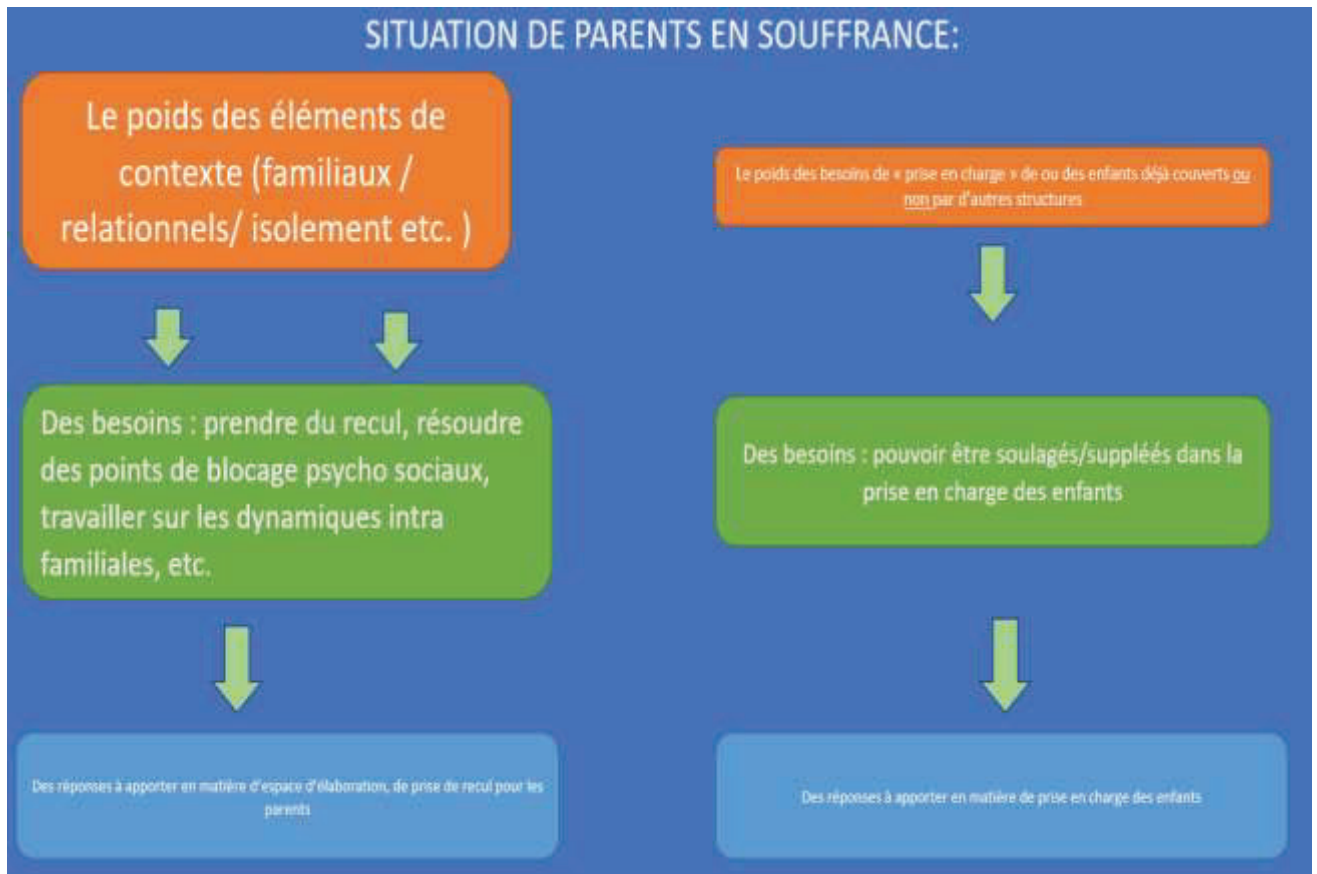 SITUATION DE PARENTS EN SOUFFRANCE:
Le poids des éléments de
contexte (familiaux /
relationnels/ isolement etc. )
Des besoins : prendre du recul, résoudre
des points de blocage psycho sociaux,
travailler sur les dynamiques intra
familiales, etc.
Des réponses à apporter en matière d'espace d'élaboration, de prise de recul pour les
parents
Le poids des besoins de « prise en charge » de ou des enfants déjà couverts ou
non par d'autres structures
Des besoins : pouvoir être soulagés/suppléés dans la
prise en charge des enfants
Des réponses à apporter en matière de prise en charge des enfants